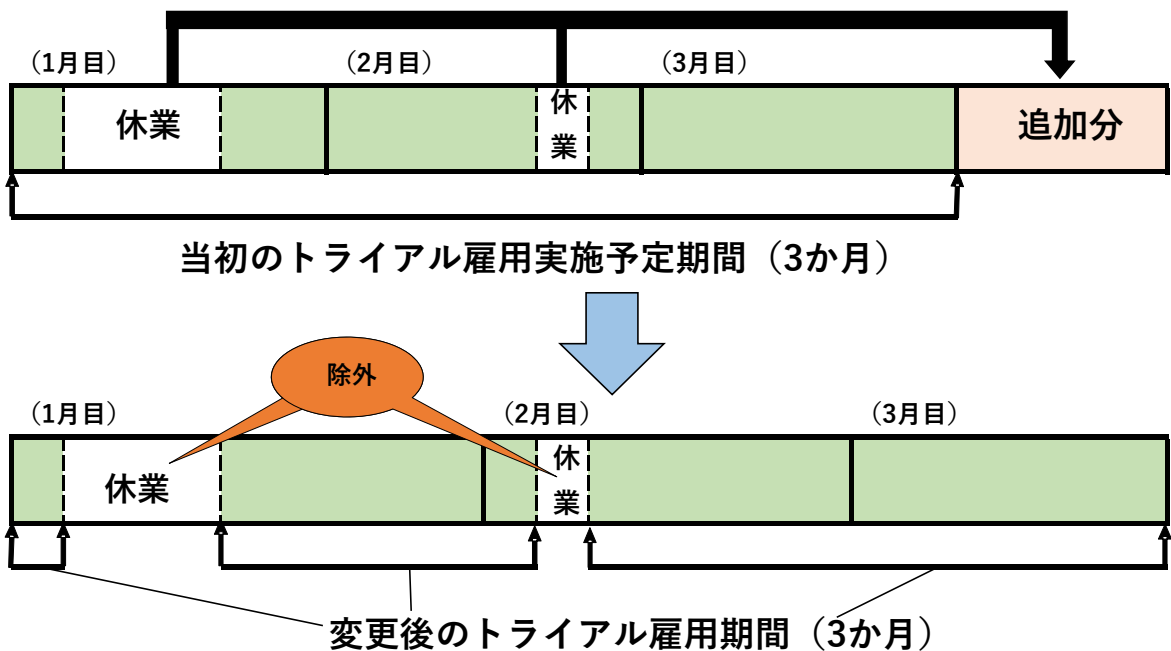 （1月目）
（2月目）
（3月目）
休業
休業
追加分
当初のトライアル雇用実施予定期間（3か月）
除外
（1月目）
（2月目）
（3月目）
休業
休業
変更後のトライアル雇用期間（3か月）